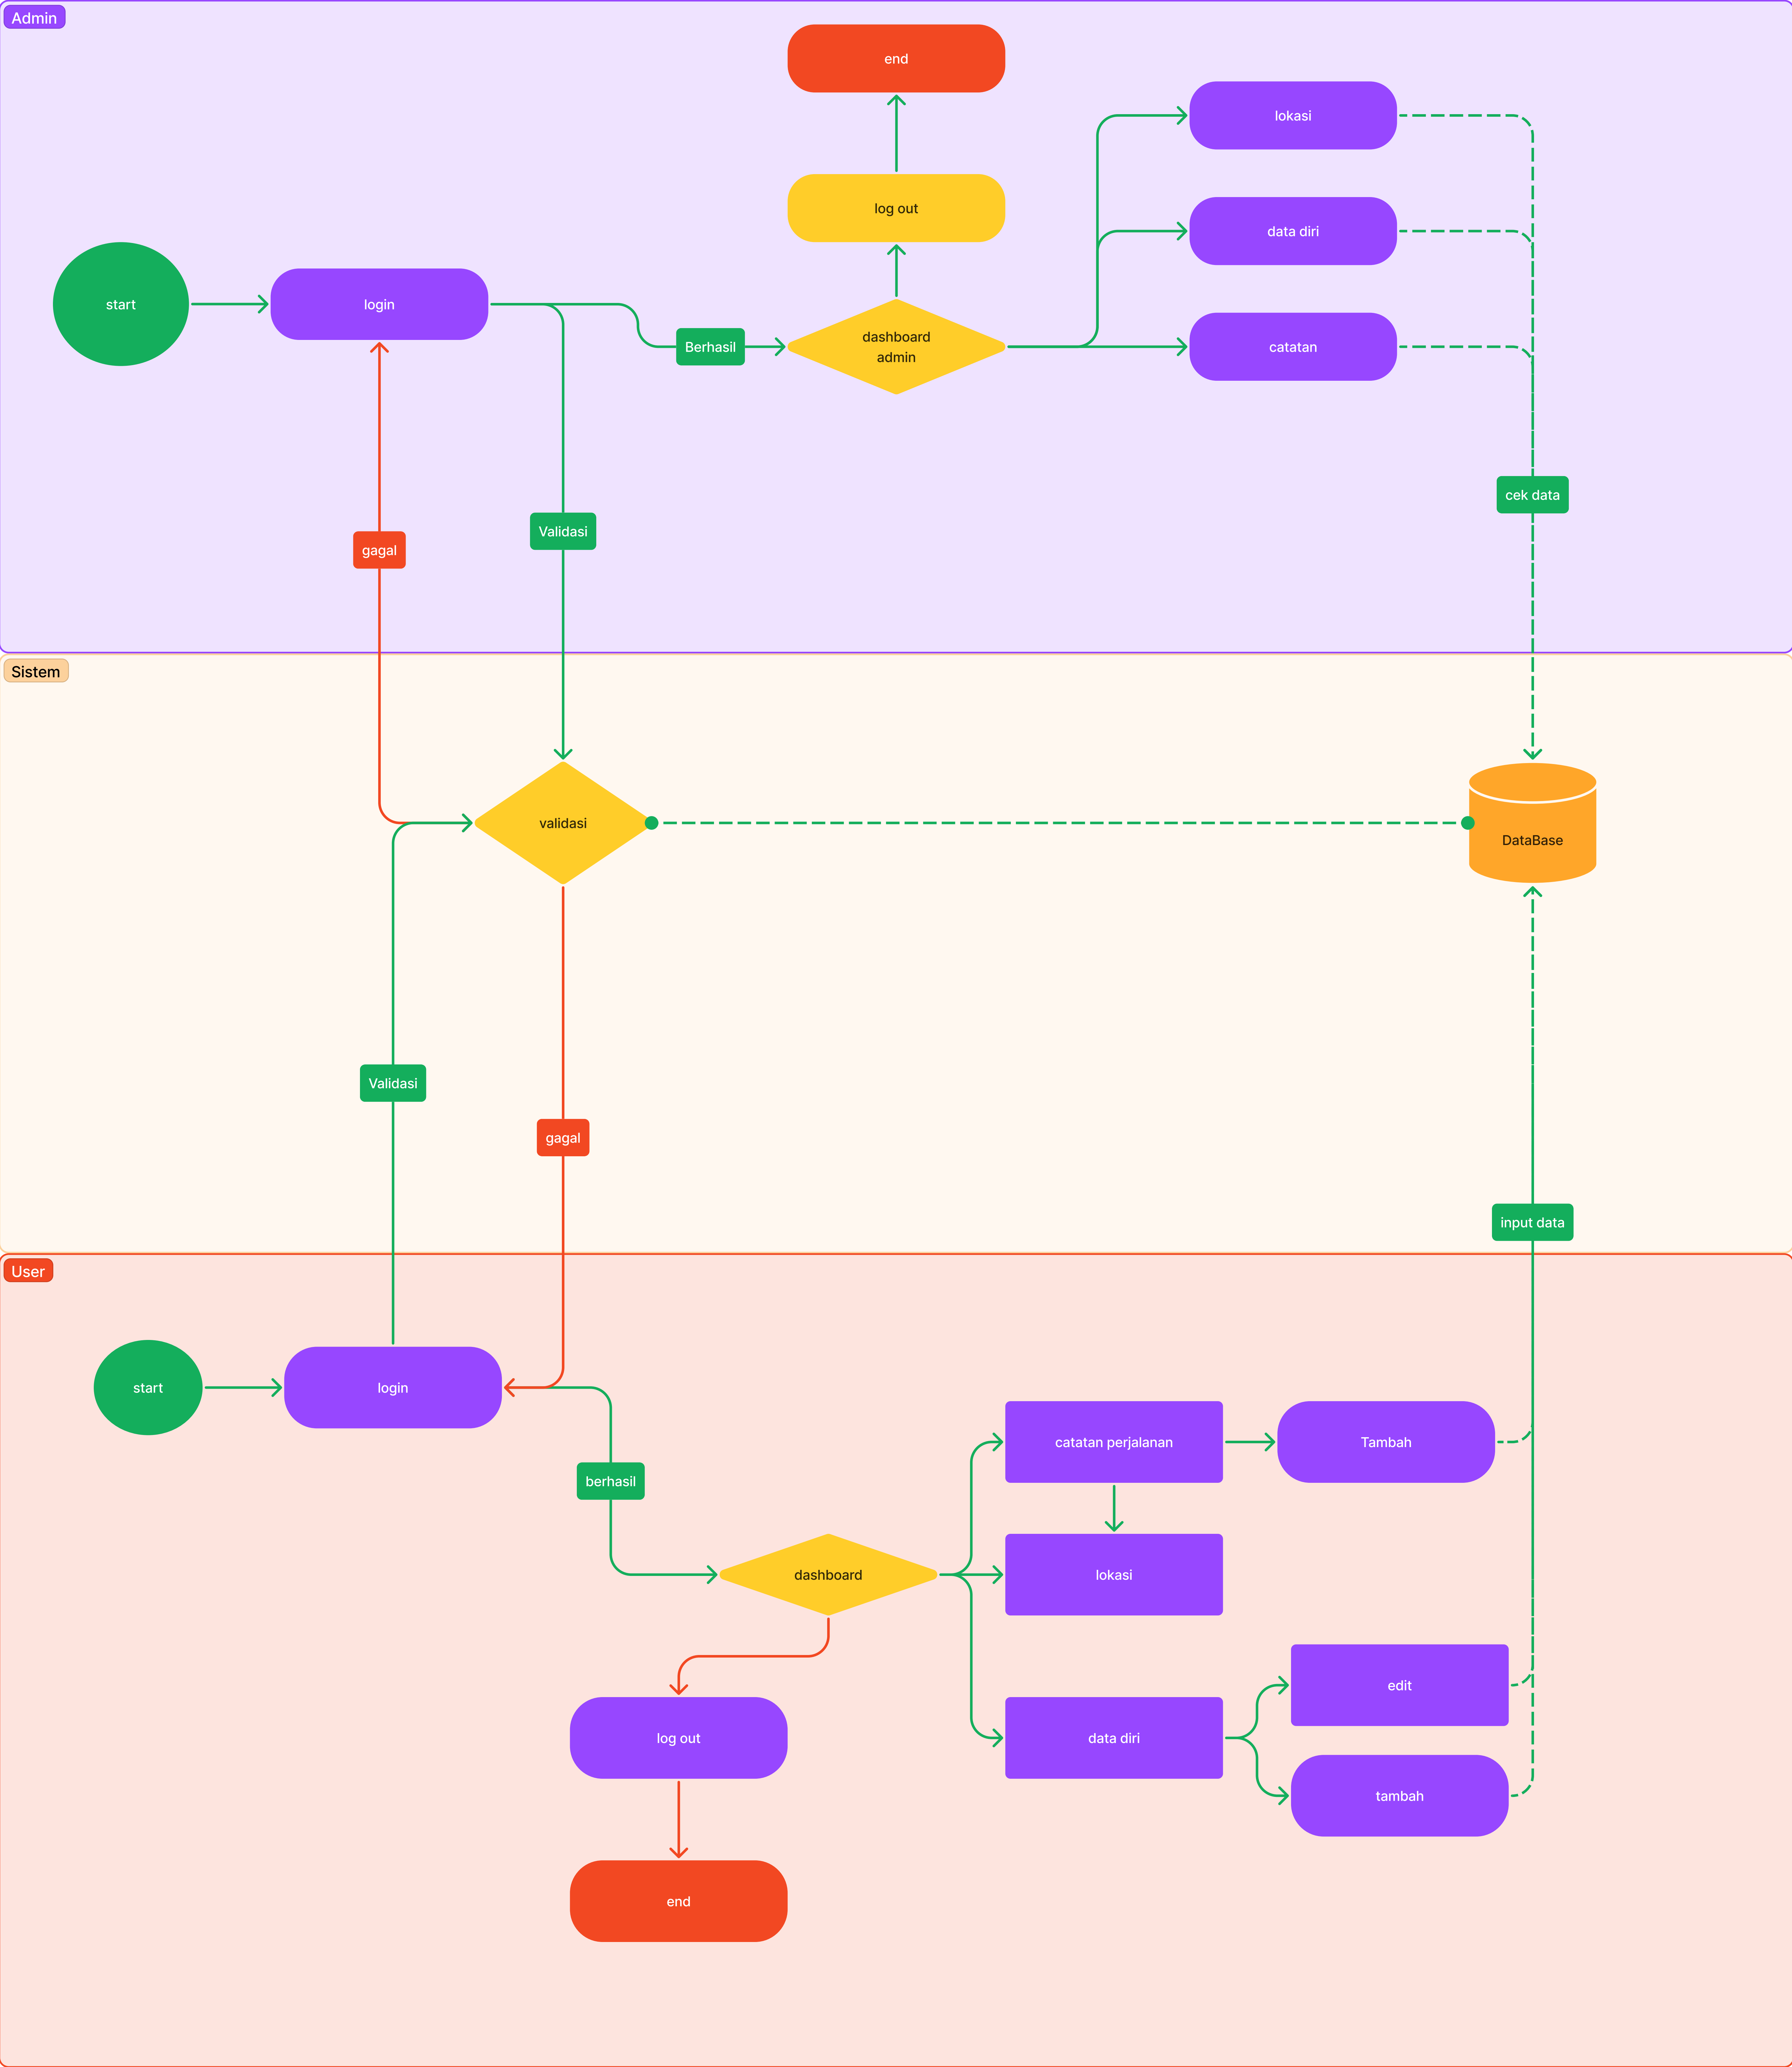 Admin
end
lokasi
log out
data diri
start
login
Berhasil
dashboard
admin
catatan
cek data
Validasi
gagal
Sistem
validasi
DataBase
Validasi
gagal
input data
User
start
login
berhasil
catatan perjalanan
Tambah
dashboard
lokasi
edit
log out
data diri
tambah
end